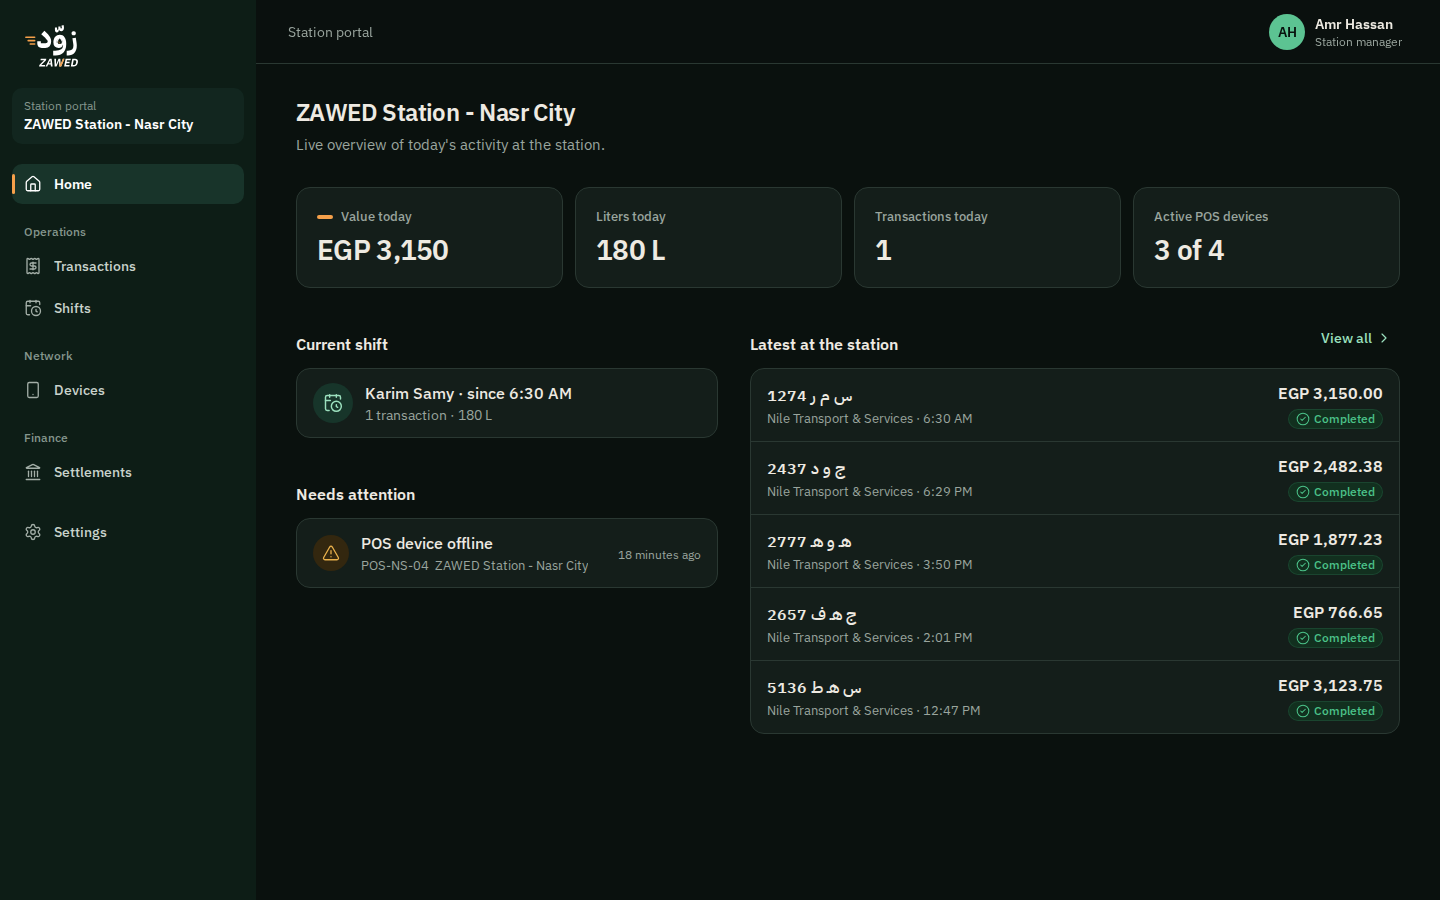 زوّد
ZAWED
Station portal
ZAWED Station - Nasr City
Home
Operations
Transactions
Shifts
Network
Devices
Finance
Settlements
Settings
Station portal
AH
Amr Hassan
Station manager
ZAWED Station - Nasr City
Live overview of today's activity at the station.
Value today
EGP 3,150
Liters today
180 L
Transactions today
1
Active POS devices
3 of 4
Current shift
Karim Samy · since 6:30 AM
1 transaction · 180 L
Needs attention
POS device offline
POS-NS-04 ZAWED Station - Nasr City
18 minutes ago
Latest at the station
View all
س م ر 1274
Nile Transport & Services · 6:30 AM
EGP 3,150.00
Completed
ج و د 2437
Nile Transport & Services · 6:29 PM
EGP 2,482.38
Completed
ه‍ و ه‍ 2777
Nile Transport & Services · 3:50 PM
EGP 1,877.23
Completed
ج ه‍ ف 2657
Nile Transport & Services · 2:01 PM
EGP 766.65
Completed
س ه‍ ط 5136
Nile Transport & Services · 12:47 PM
EGP 3,123.75
Completed